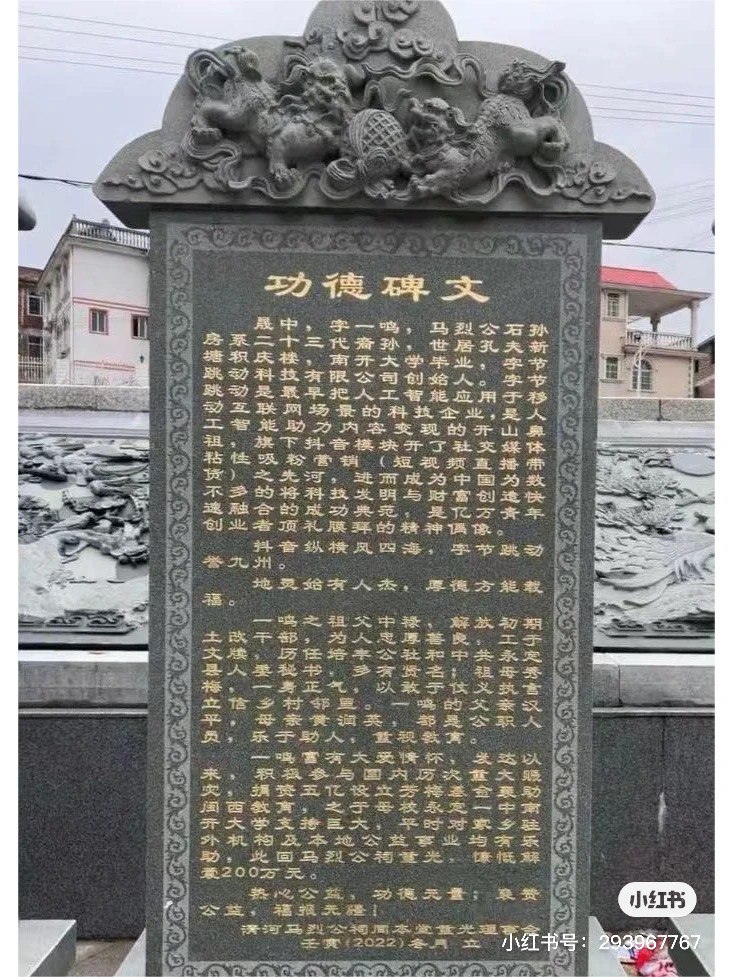 功德碑文
晟中，字一鸣，马烈公石孙
房系二十三代裔孙，世居孔夫新
塘积庆楼，南开大学毕业，字节
跳动科技有限公司创始人。字节
跳动是最早把人工智能应用于移
动互联网场景的科技企业，是人
工智能助力内容变现的开山鼻
祖，旗下抖音模块开了社交媒体
粘性吸粉营销（短视频直播带
货）之先河，进而成为中国为数
不多的将科技发明与财富创造快
速融合的成功典范，是亿万青年
创业者顶礼膜拜的精神偶像。
抖音纵横风四海，字节跳动
誉九州。
地灵始有人杰，厚德方能载
福。
一鸣之祖父中禄，解放初期
土改干部，为人忠厚善良，工于
文牍，历任培丰公社和中共永定
县人委秘书，多有贤名；祖母秀
梅，一身正气，以敢于仗义执言
立信乡村邻里。一鸣的父亲汉
平，母亲黄润英，都是公职人
员，乐于助人，重视教育。
一鸣富有大爱情怀，发达以
来，积极参与国内历次重大赈
灾，捐赞五亿设立芳梅基金襄助
闽西教育，之于母校永定一中南
开大学支持巨大，平时对家乡驻
外机构及本地公益事业均有乐
助，此回马烈公祠重光，慷慨解
囊200万元。
热心公益，功德无量；襄赞
公益，福报无疆！
清河马烈公祠周本堂重光理事会
壬寅(2022)冬月 立
小红书
小红书号：293967767